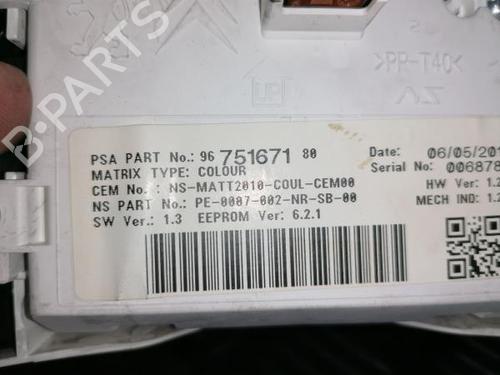 >PP-T40<
PSA PART No.: 96 751671 80
MATRIX TYPE: COLOUR
CEM No.: NS-MATT2010-COUL-CEM00
NS PART No.: PE-0087-002-NR-SB-00
SW Ver.: 1.3 EEPROM Ver: 6.2.1
Date: 06/05/201
Serial No: 006878
HW Ver: 1.2
MECH IND: 1.2
B-PARTS